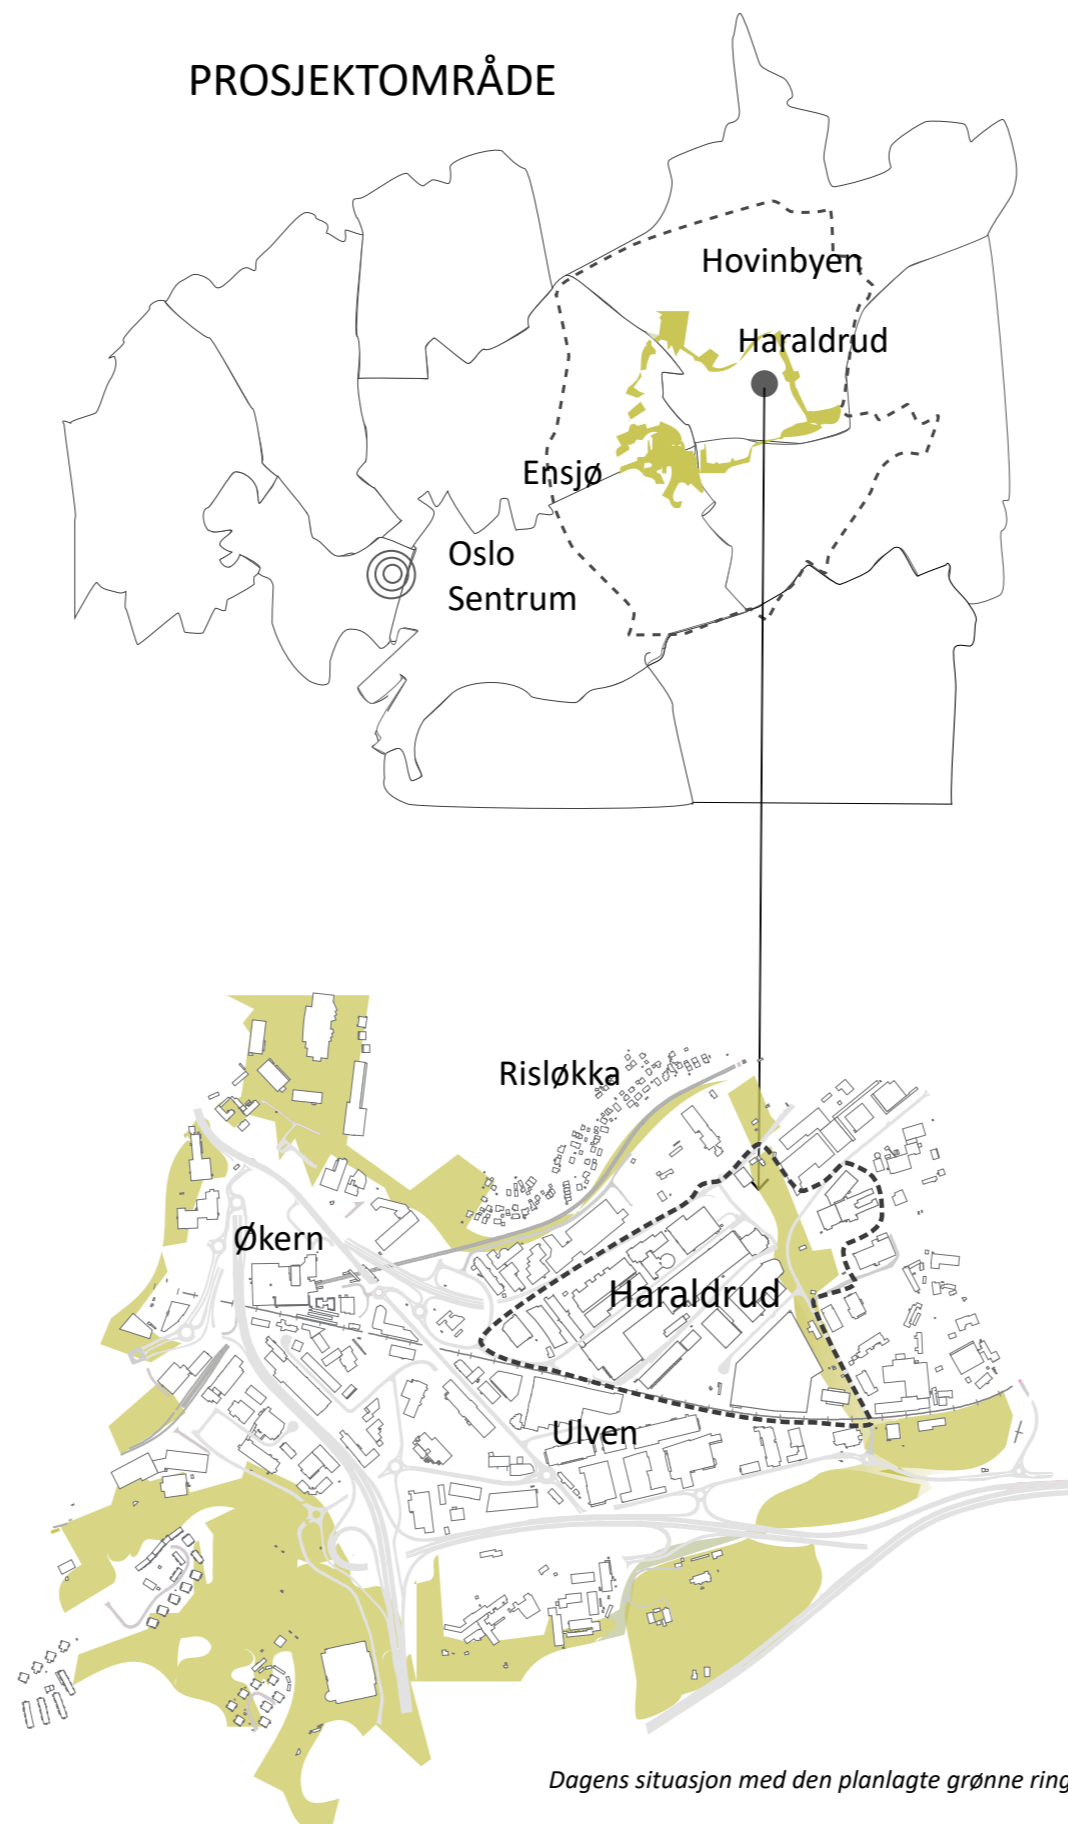 PROSJEKTOMRÅDE
Hovinbyen
Haraldrud
Ensjø
Oslo
Sentrum
Risløkka
Økern
Haraldrud
Ulven
Dagens situasjon med den planlagte grønne ring